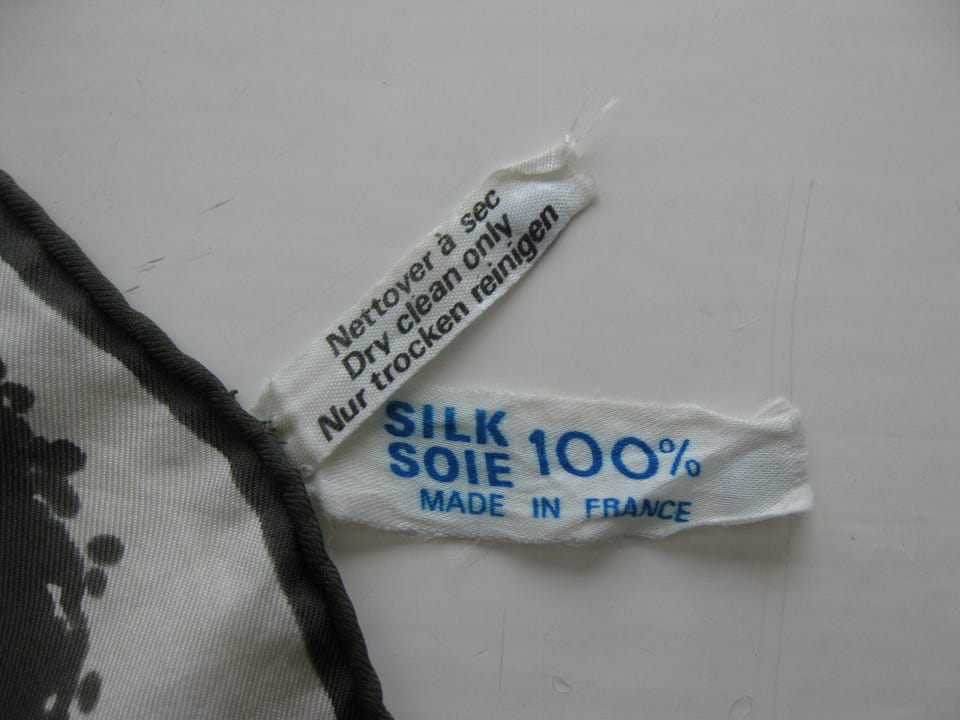 Nettoyer à sec
Dry clean only
Nur trocken reinigen
SILK
SOIE 100%
MADE IN FRANCE